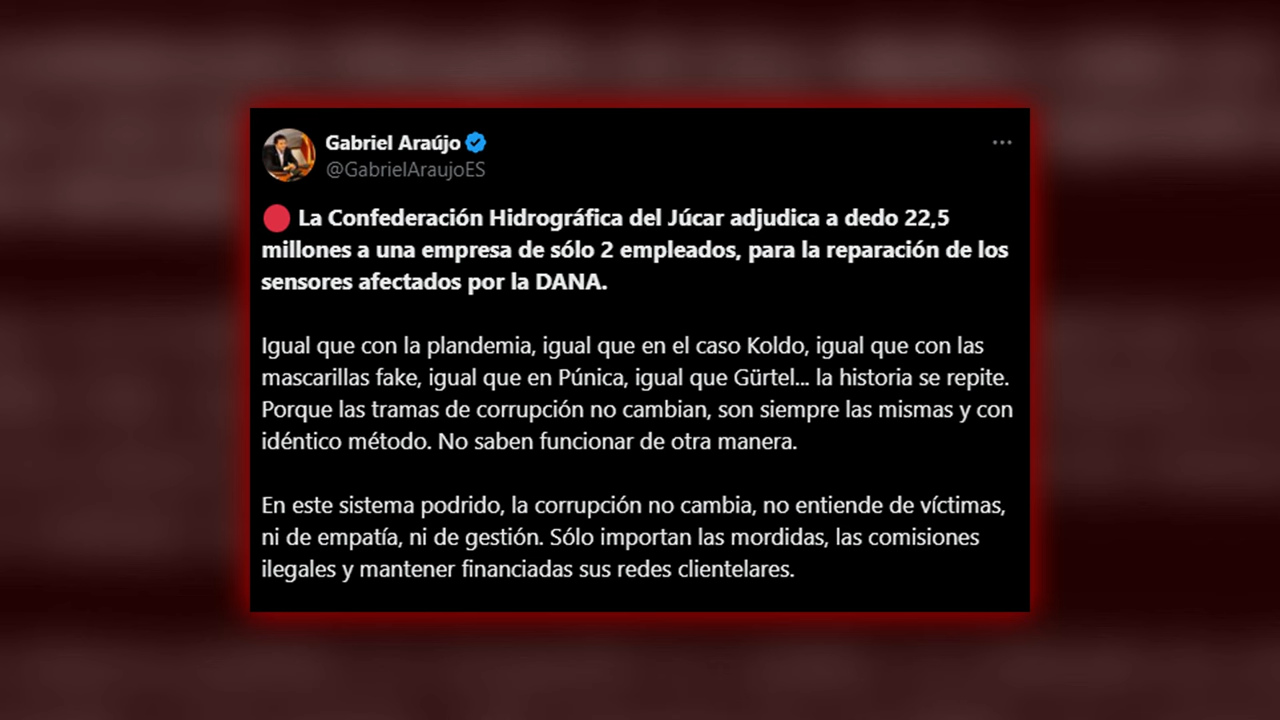 Gabriel Araújo
@GabrielAraujoES
La Confederación Hidrográfica del Júcar adjudica a dedo 22,5
millones a una empresa de sólo 2 empleados, para la reparación de los
sensores afectados por la DANA.
Igual que con la plandemia, igual que en el caso Koldo, igual que con las
mascarillas fake, igual que en Púnica, igual que Gürtel... la historia se repite.
Porque las tramas de corrupción no cambian, son siempre las mismas y con
idéntico método. No saben funcionar de otra manera.
En este sistema podrido, la corrupción no cambia, no entiende de víctimas,
ni de empatía, ni de gestión. Sólo importan las mordidas, las comisiones
ilegales y mantener financiadas sus redes clientelares.